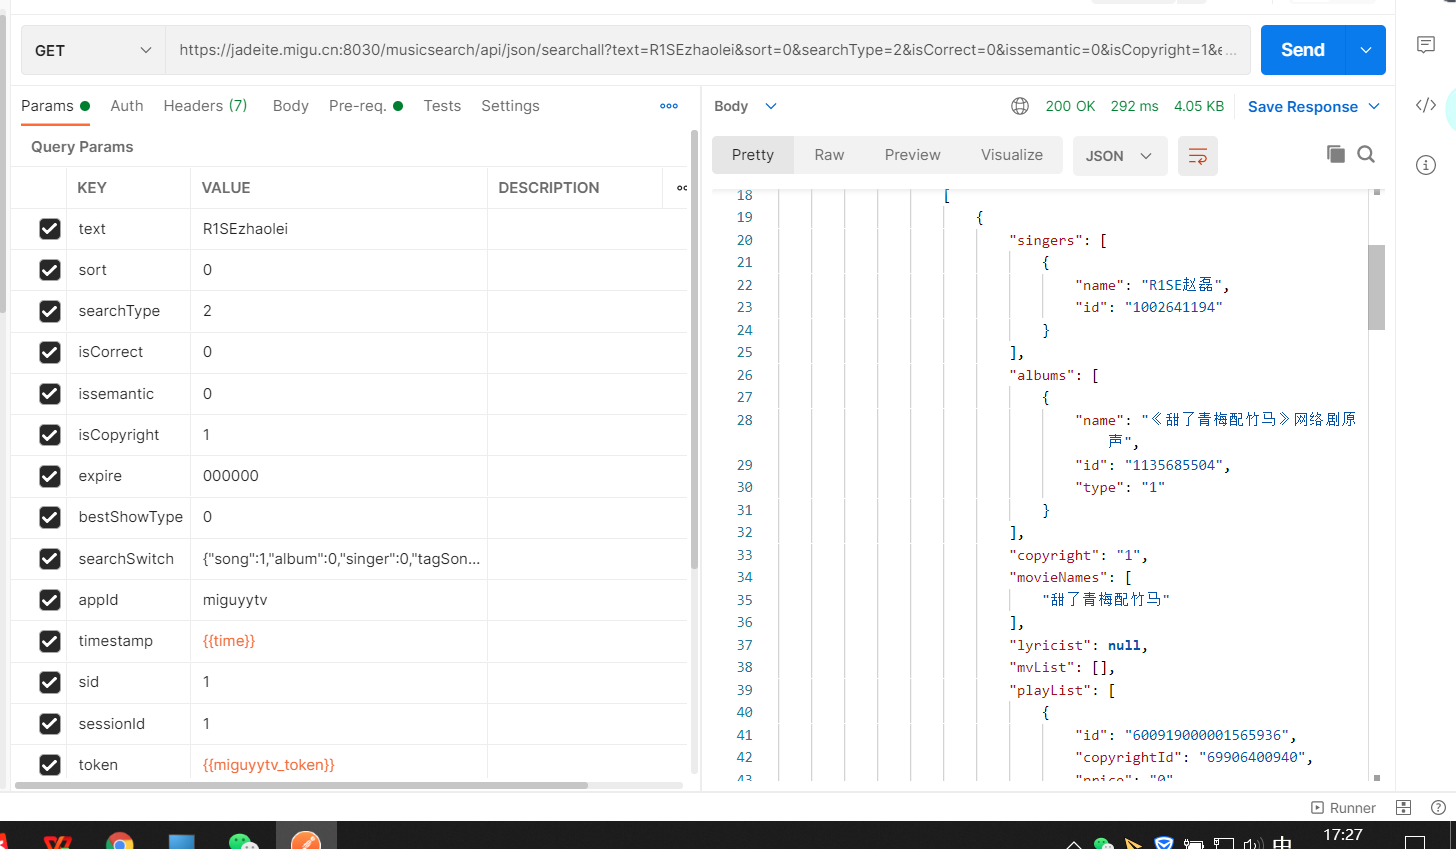 GET
https://jadeite.migu.cn:8030/musicsearch/api/json/searchall?text=R1SEzhaolei&sort=0&searchType=2&isCorrect=0&issemantic=0&isCopyright=1&e...
Send
Params
Auth
Headers (7)
Body
Pre-req.
Tests
Settings
Query Params
KEY VALUE DESCRIPTION
text R1SEzhaolei
sort 0
searchType 2
isCorrect 0
issemantic 0
isCopyright 1
expire 000000
bestShowType 0
searchSwitch {"song":1,"album":0,"singer":0,"tagSon...
appId miguyytv
timestamp {{time}}
sid 1
sessionId 1
token {{miguyytv_token}}
Body
200 OK 292 ms 4.05 KB Save Response
Pretty Raw Preview Visualize JSON
18 [
19 {
20 "singers": [
21 {
22 "name": "R1SE赵磊",
23 "id": "1002641194"
24 }
25 ],
26 "albums": [
27 {
28 "name": "《甜了青梅配竹马》网络剧原
声",
29 "id": "1135685504",
30 "type": "1"
31 }
32 ],
33 "copyright": "1",
34 "movieNames": [
35 "甜了青梅配竹马"
36 ],
37 "lyricist": null,
38 "mvList": [],
39 "playList": [
40 {
41 "id": "600919000001565936",
42 "copyrightId": "69906400940",
43 "price": "0"
Runner
中
17:27